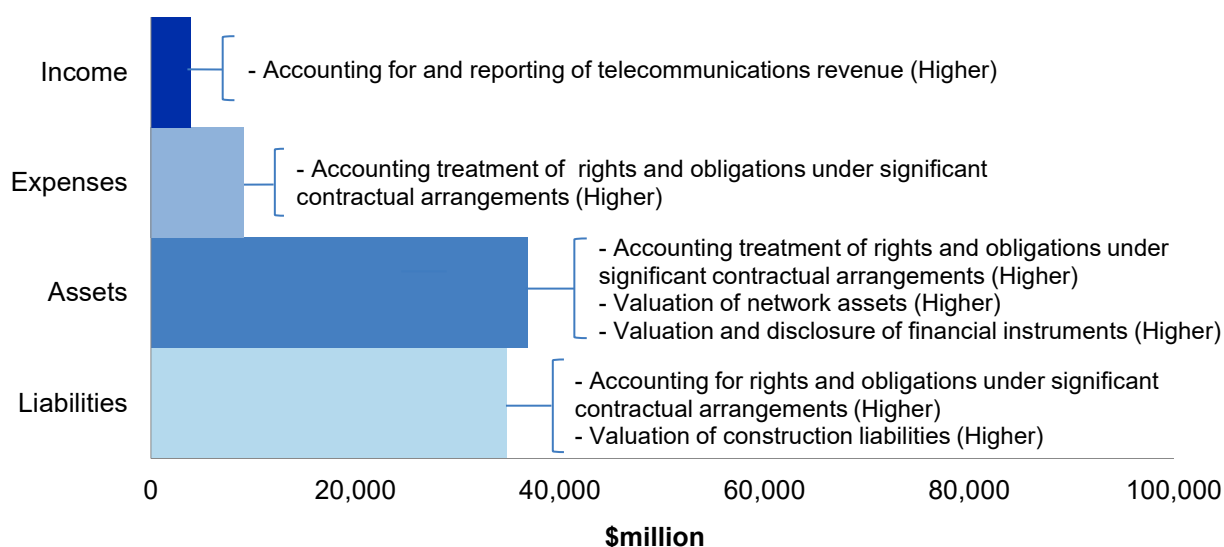 Income
- Accounting for and reporting of telecommunications revenue (Higher)
Expenses
- Accounting treatment of  rights and obligations under significant
contractual arrangements (Higher)
Assets
- Accounting treatment of rights and obligations under
significant contractual arrangements (Higher)
- Valuation of network assets (Higher)
- Valuation and disclosure of financial instruments (Higher)
Liabilities
- Accounting for rights and obligations under significant
contractual arrangements (Higher)
- Valuation of construction liabilities (Higher)
0 20,000 40,000 60,000 80,000 100,000
$million